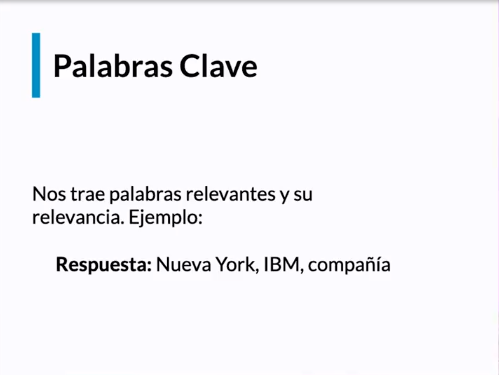 Palabras Clave
Nos trae palabras relevantes y su
relevancia. Ejemplo:
Respuesta: Nueva York, IBM, compañía